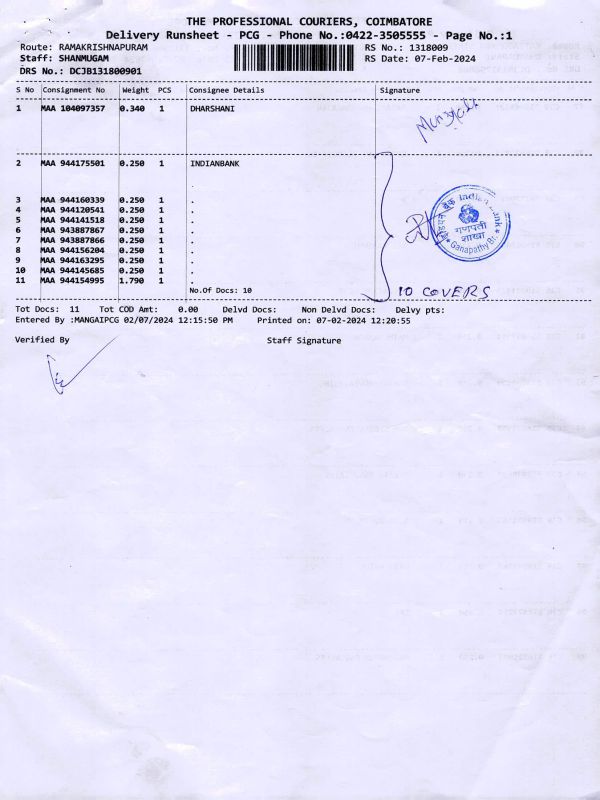 THE PROFESSIONAL COURIERS, COIMBATORE
Delivery Runsheet - PCG - Phone No.:0422-3505555 - Page No.:1
Route: RAMAKRISHNAPURAM RS No.: 1318009
Staff: SHANMUGAM RS Date: 07-Feb-2024
DRS No.: DCJB131800901
S No Consignment No Weight PCS Consignee Details Signature
1 MAA 104097357 0.340 1 DHARSHANI
2 MAA 944175501 0.250 1 INDIANBANK
.
3 MAA 944160339 0.250 1 .
4 MAA 944120541 0.250 1 .
5 MAA 944141518 0.250 1 .
6 MAA 943887867 0.250 1 .
7 MAA 943887866 0.250 1 .
8 MAA 944156204 0.250 1 .
9 MAA 944163295 0.250 1 .
10 MAA 944145685 0.250 1 .
11 MAA 944154995 1.790 1 .
इंडियन बैंक Indian Bank
गणपती
शाखा
Ganapathy Br.
No.Of Docs: 10 10 COVERS
Tot Docs: 11 Tot COD Amt: 0.00 Delvd Docs: Non Delvd Docs: Delvy pts:
Entered By :MANGAIPCG 02/07/2024 12:15:50 PM Printed on: 07-02-2024 12:20:55
Verified By Staff Signature